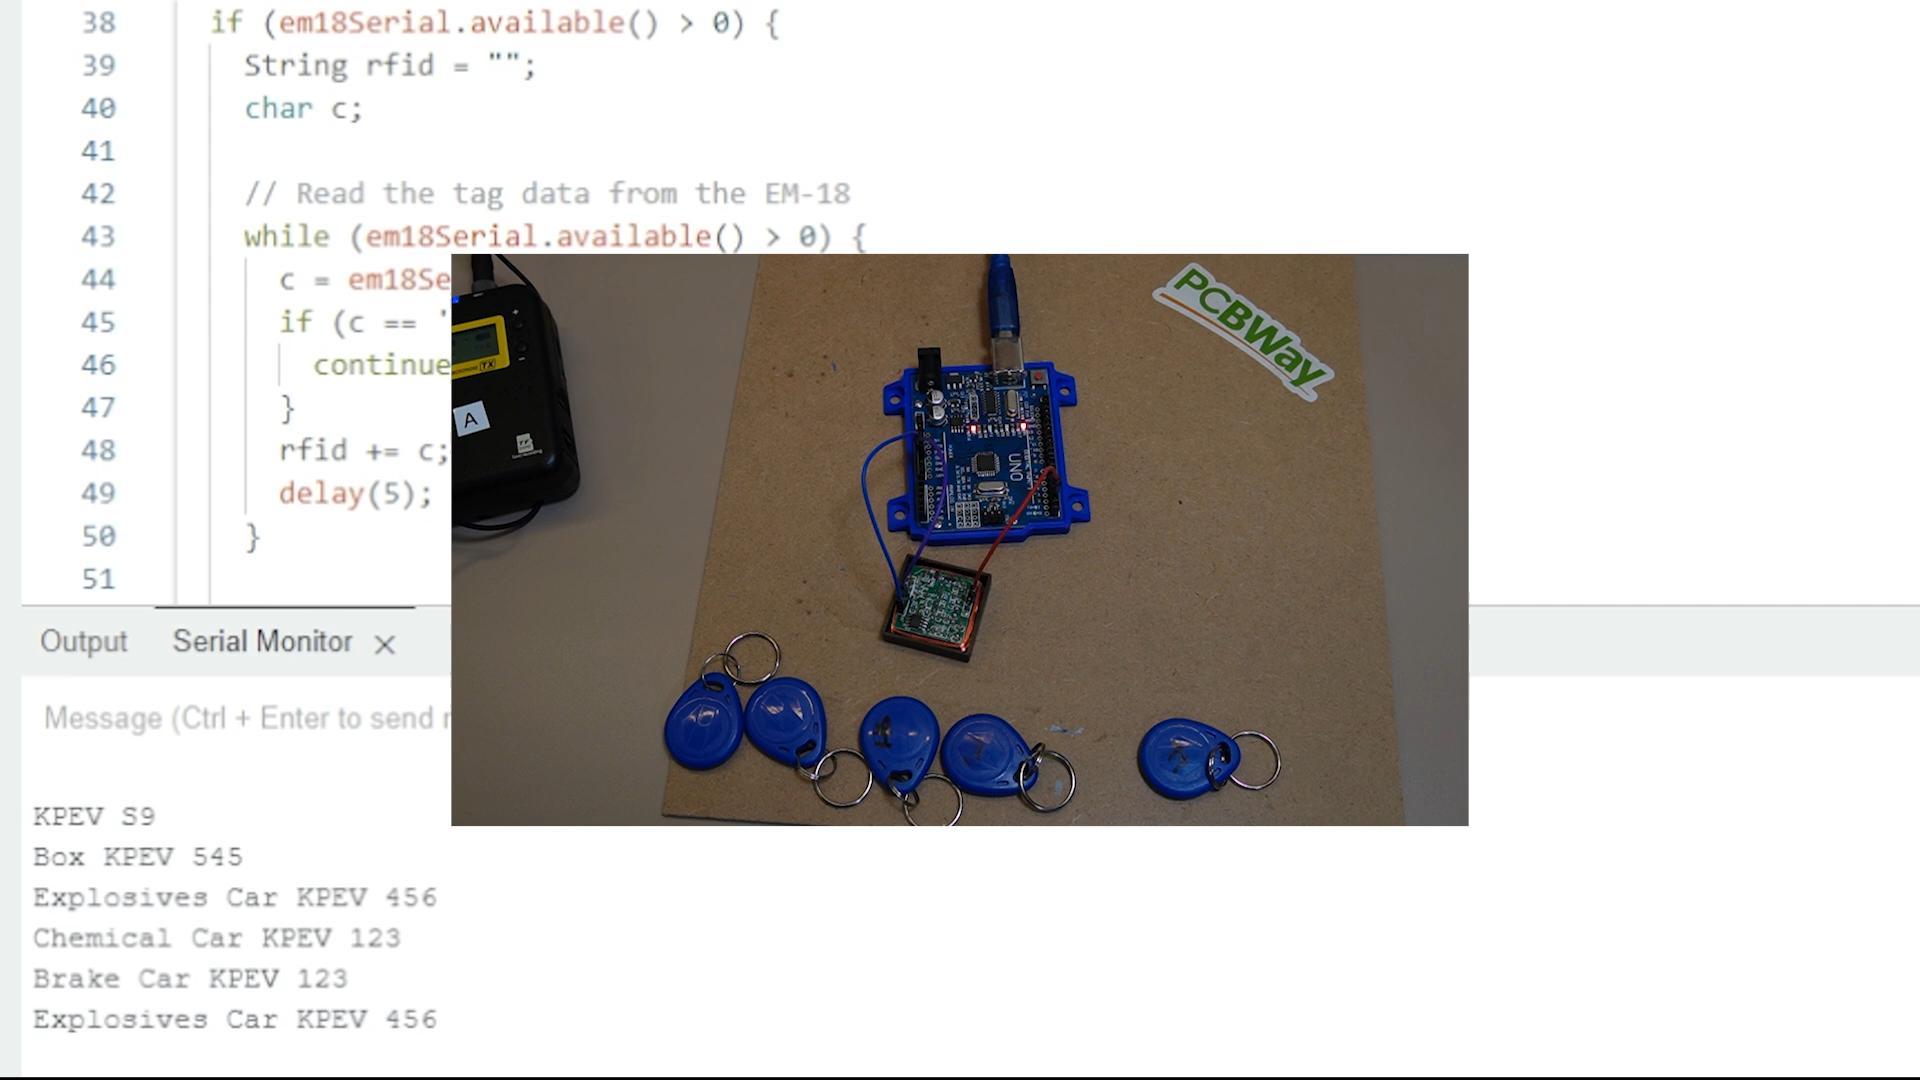 38 if (em18Serial.available() > 0) {
39 String rfid = "";
40 char c;
41
42 // Read the tag data from the EM-18
43 while (em18Serial.available() > 0) {
44 c = em18Se
45 if (c == '
46 continue
47 }
48 rfid += c;
49 delay(5);
50 }
51
Output Serial Monitor ×
Message (Ctrl + Enter to send
KPEV S9
Box KPEV 545
Explosives Car KPEV 456
Chemical Car KPEV 123
Brake Car KPEV 123
Explosives Car KPEV 456
PCBWay
TX
A
UNO